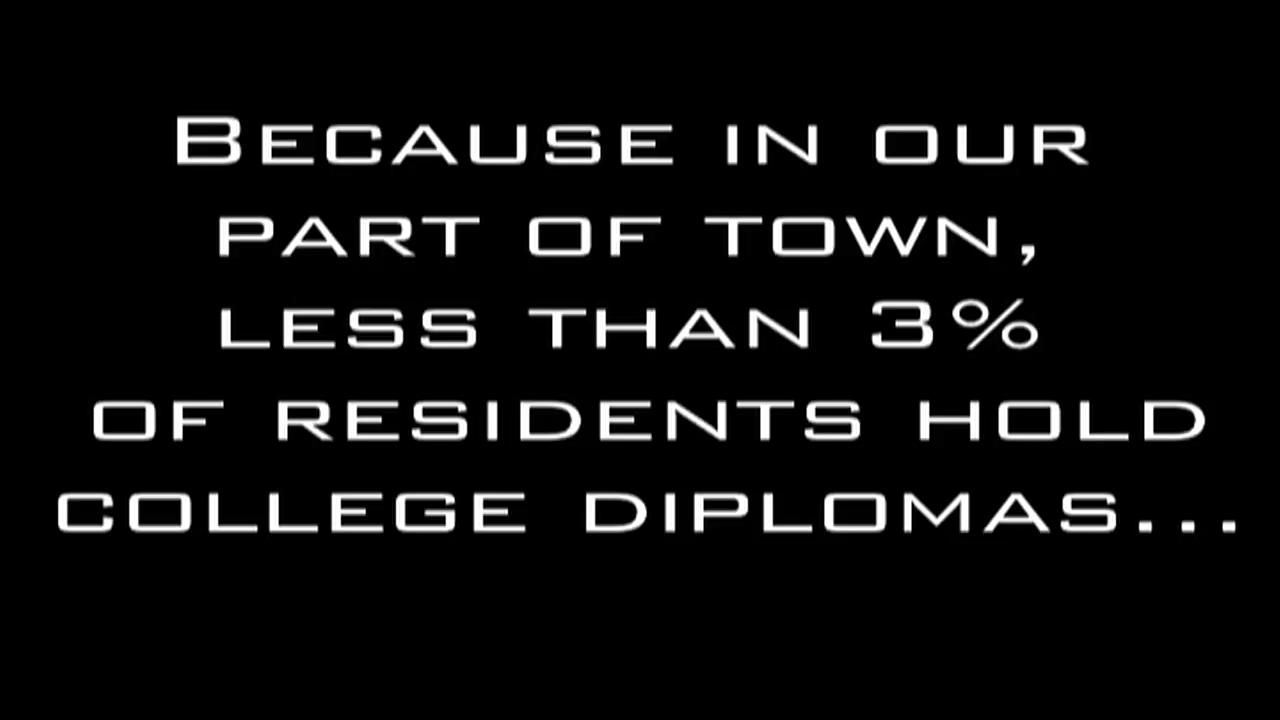 Because in our
part of town,
less than 3%
of residents hold
college diplomas...